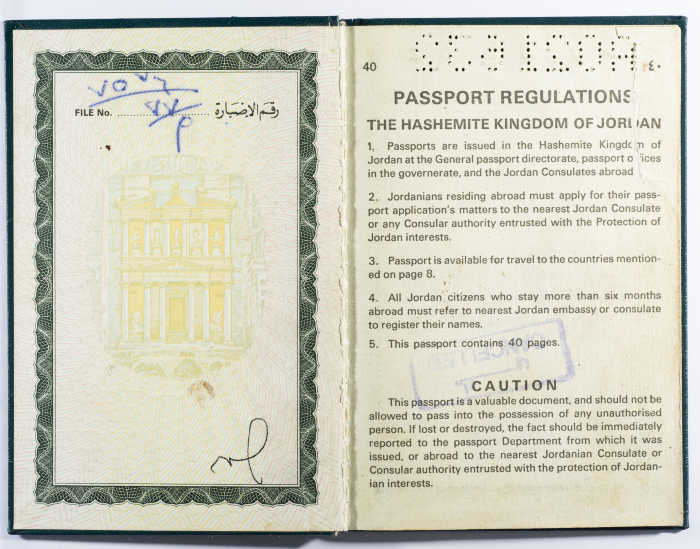 FILE No. رقم الإضبارة
40 ٤٠
PASSPORT REGULATIONS
THE HASHEMITE KINGDOM OF JORDAN
1. Passports are issued in the Hashemite Kingdom of
Jordan at the General passport directorate, passport offices
in the governerate, and the Jordan Consulates abroad
2. Jordanians residing abroad must apply for their pass-
port application's matters to the nearest Jordan Consulate
or any Consular authority entrusted with the Protection of
Jordan interests.
3. Passport is available for travel to the countries mention-
ed on page 8.
4. All Jordan citizens who stay more than six months
abroad must refer to nearest Jordan embassy or consulate
to register their names.
5. This passport contains 40 pages.
CAUTION
This passport is a valuable document, and should not be
allowed to pass into the possession of any unauthorised
person. If lost or destroyed, the fact should be immediately
reported to the passport Department from which it was
issued, or abroad to the nearest Jordanian Consulate or
Consular authority entrusted with the protection of Jordan-
ian interests.